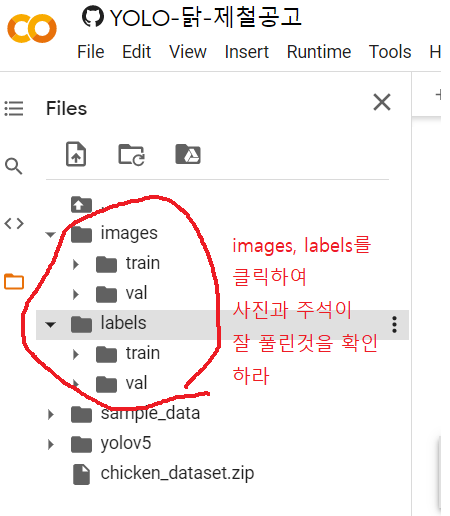 YOLO-닭-제철공고
File Edit View Insert Runtime Tools H
Files
..
images
train
val
labels
train
val
sample_data
yolov5
chicken_dataset.zip
images, labels를
클릭하여
사진과 주석이
잘 풀린것을 확인
하라